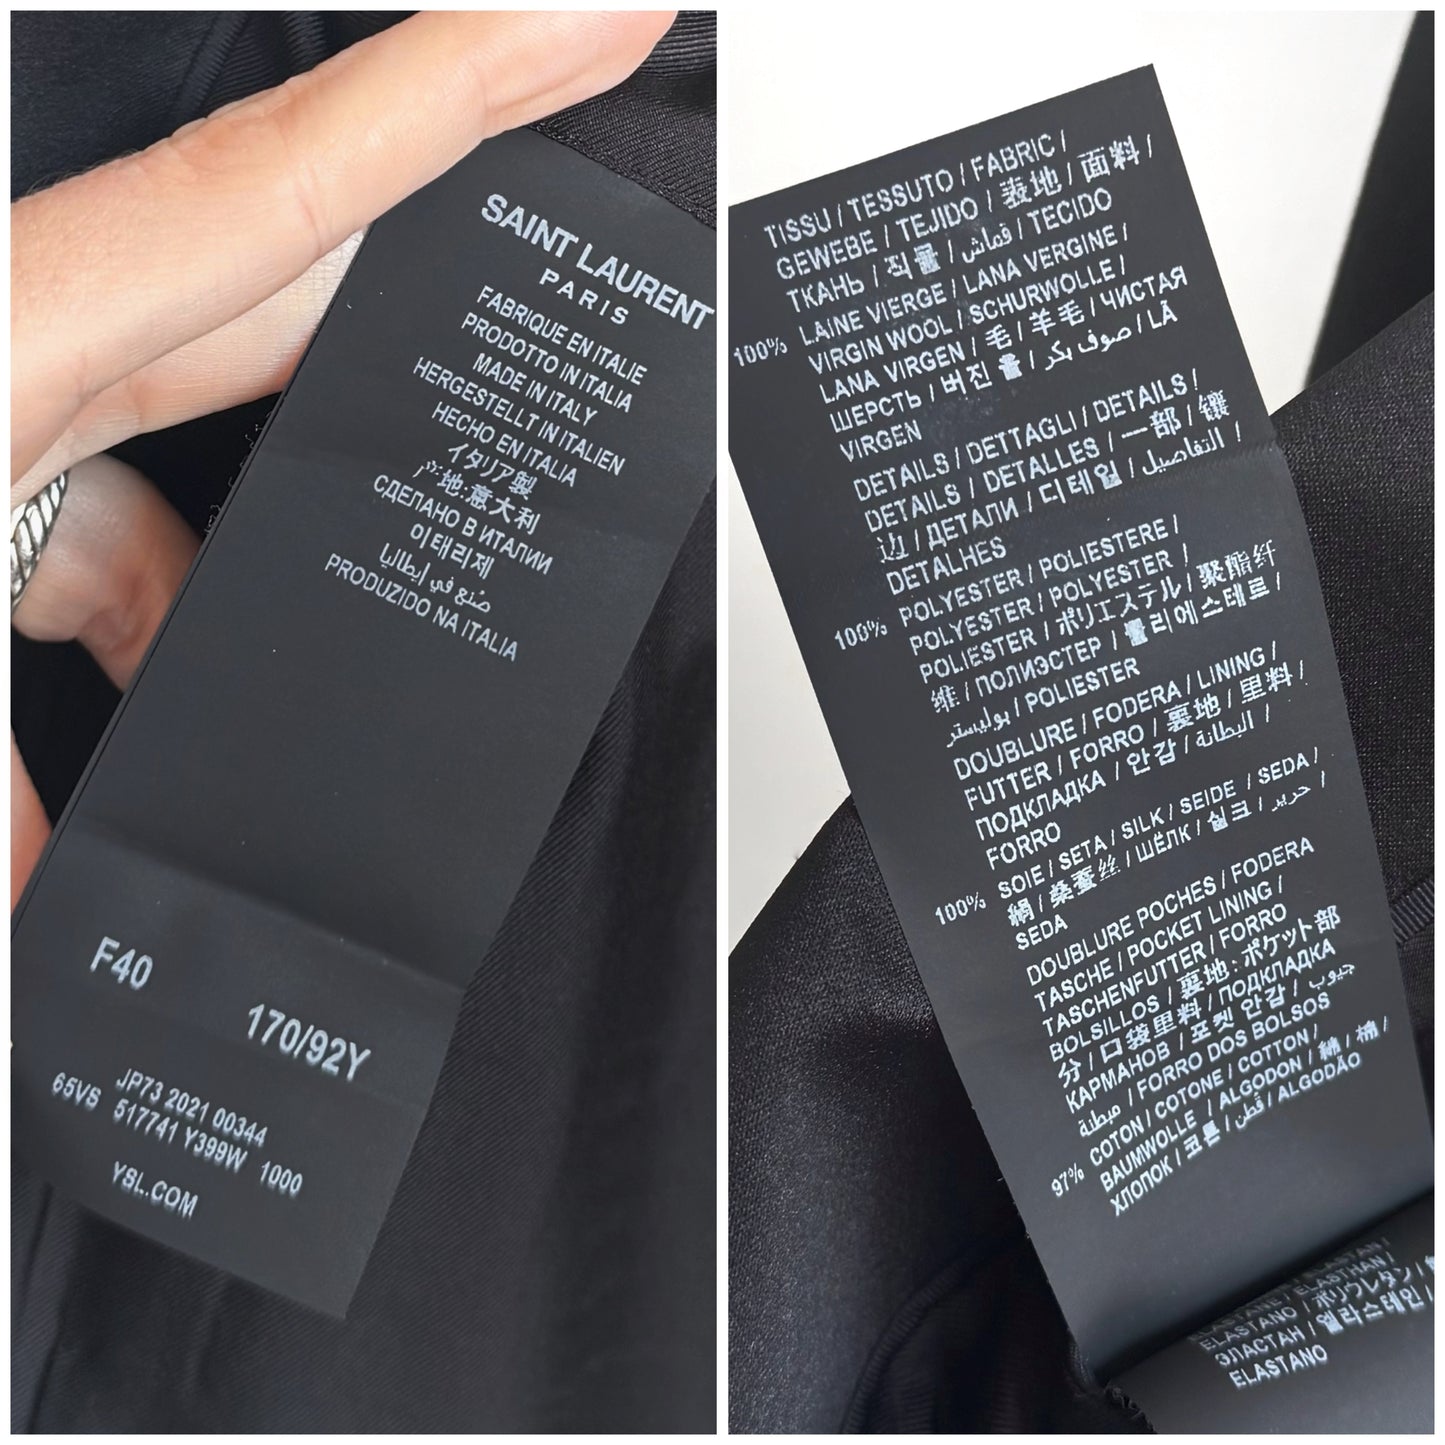 SAINT LAURENT
PARIS
FABRIQUE EN ITALIE
PRODOTTO IN ITALIA
MADE IN ITALY
HERGESTELLT IN ITALIEN
HECHO EN ITALIA
イタリア製
产地:意大利
СДЕЛАНО В ИТАЛИИ
이태리제
صنع في إيطاليا
PRODUZIDO NA ITALIA
F40
170/92Y
JP73 2021 00344
65VS 517741 Y399W 1000
YSL.COM
TISSU / TESSUTO / FABRIC /
GEWEBE / TEJIDO / 表地 / 面料 /
ТКАНЬ / 직물 / قماش / TECIDO
100% LAINE VIERGE / LANA VERGINE /
VIRGIN WOOL / SCHURWOLLE /
LANA VIRGEN / 毛 / 羊毛 / ЧИСТАЯ
ШЕРСТЬ / 버진 울 / صوف بكر / LÃ
VIRGEN
DETAILS / DETTAGLI / DETAILS /
DETAILS / DETALLES / 一部 / 镶
边 / ДЕТАЛИ / 디테일 / التفاصيل /
DETALHES
100% POLYESTER / POLIESTERE /
POLYESTER / POLYESTER /
POLIESTER / ポリエステル / 聚酯纤
维 / ПОЛИЭСТЕР / 폴리에스테르 /
بوليستر / POLIESTER
DOUBLURE / FODERA / LINING /
FUTTER / FORRO / 裏地 / 里料 /
ПОДКЛАДКА / 안감 / البطانة /
FORRO
100% SOIE / SETA / SILK / SEIDE / SEDA /
絹 / 桑蚕丝 / ШЁЛК / 실크 / حرير /
SEDA
DOUBLURE POCHES / FODERA
TASCHE / POCKET LINING /
TASCHENFUTTER / FORRO
BOLSILLOS / 裏地:ポケット部
分 / 口袋里料 / ПОДКЛАДКА
КАРМАНОВ / 포켓 안감 / جيوب
مبطنة / FORRO DOS BOLSOS
97% COTON / COTONE / COTTON /
BAUMWOLLE / ALGODON / 綿 / 棉 /
ХЛОПОК / 코튼 / قطن / ALGODÃO
ELASTANO / ポリウレタン /
ЭЛАСТАН / 엘라스테인 /
ELASTANO